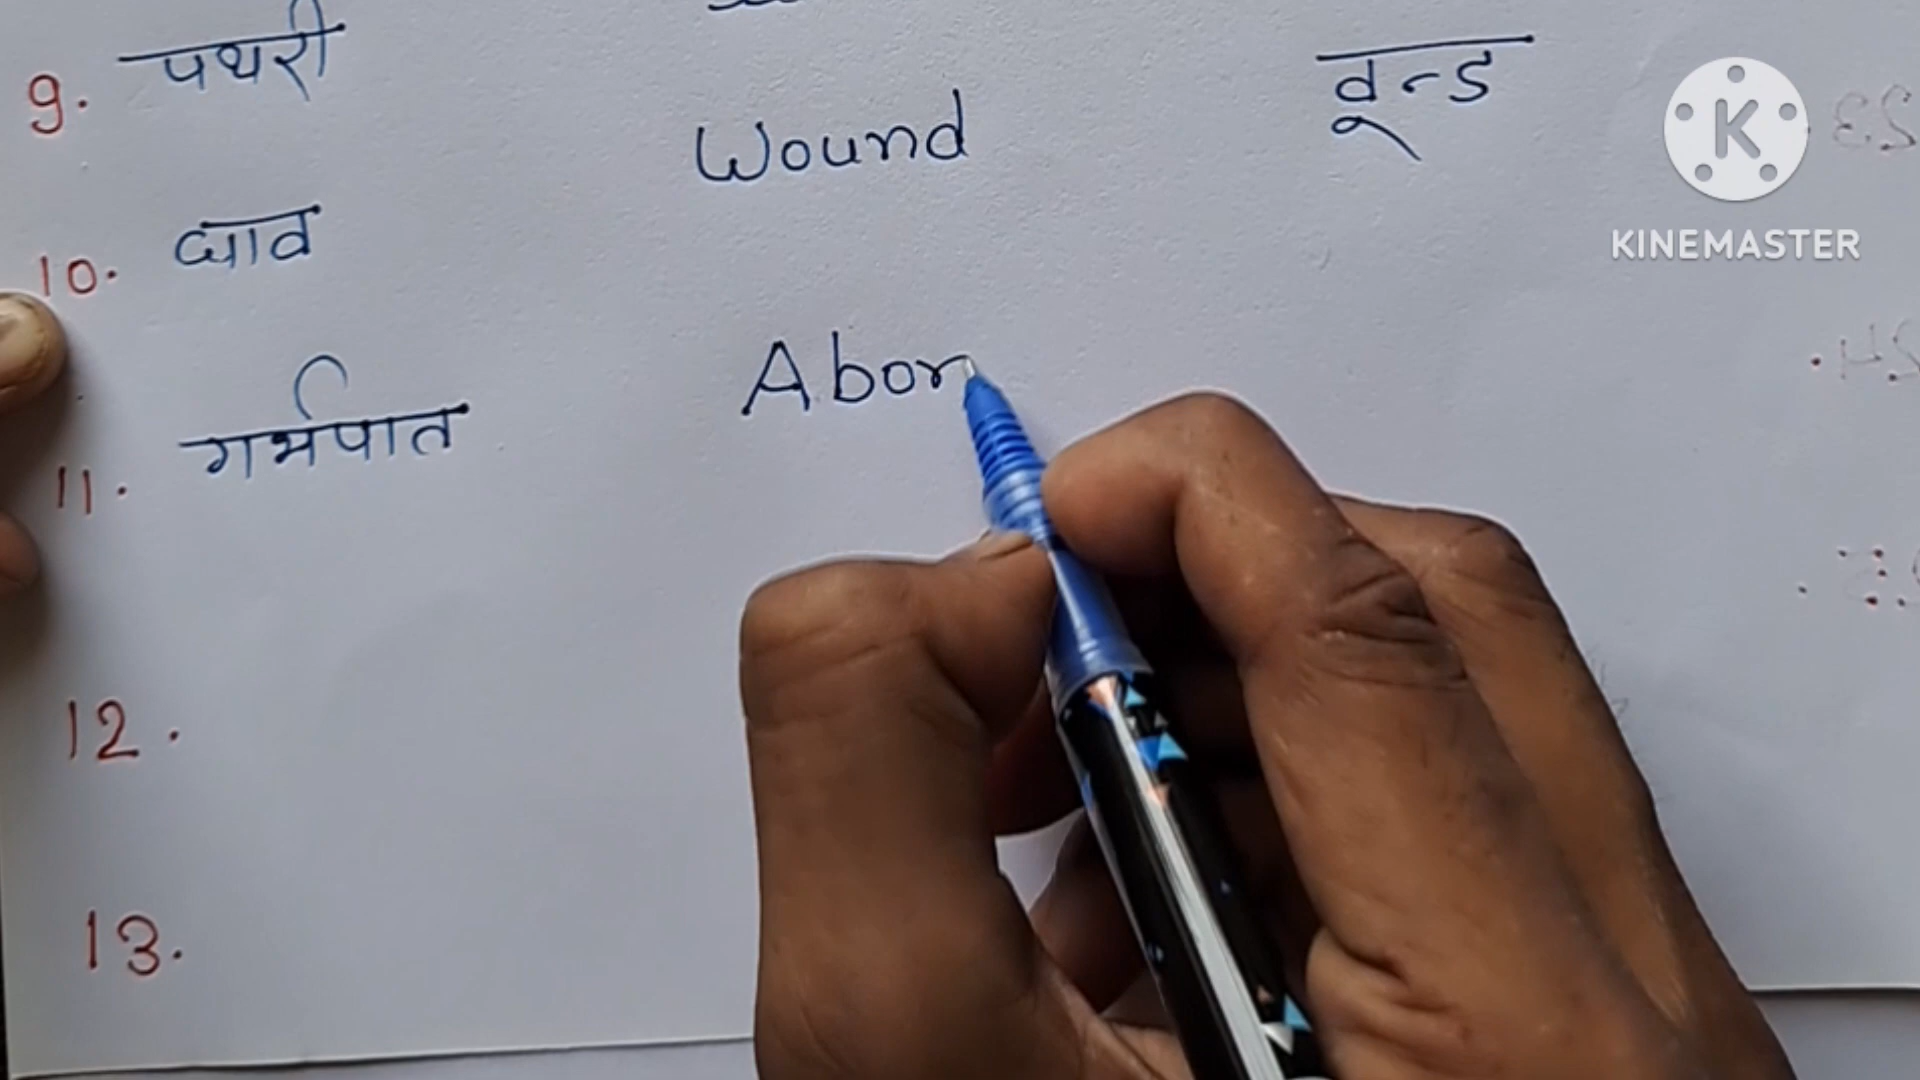 9. पथरी
Wound वून्ड
10. घाव
Abor
11. गर्भपात
12.
13.
K
KINEMASTER